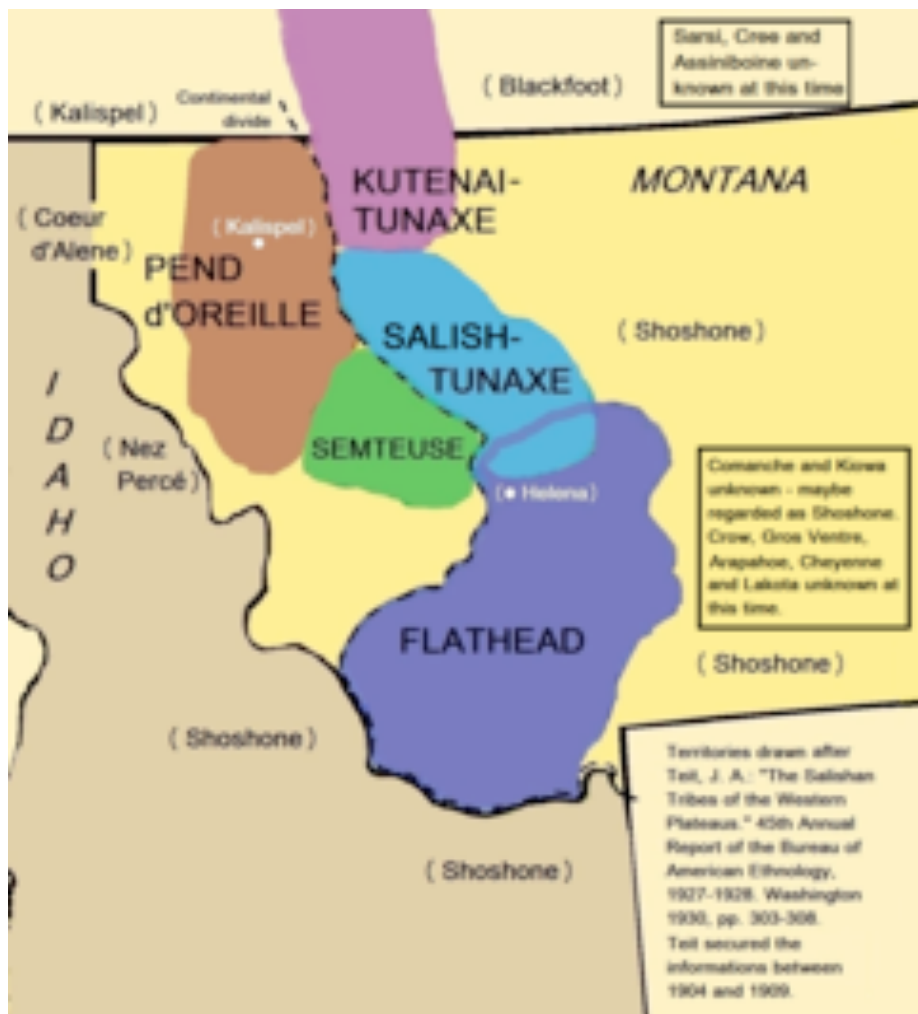 Sarsi, Cree and
Assiniboine un-
known at this time
( Blackfoot )
Continental
divide
( Kalispel )
KUTENAI-
TUNAXE
MONTANA
( Coeur
d'Alene )
( Kalispel )
PEND
d'OREILLE
SALISH-
TUNAXE
( Shoshone )
IDAHO
( Nez
Percé )
SEMTEUSE
( Helena )
Comanche and Kiowa
unknown - maybe
regarded as Shoshone.
Crow, Gros Ventre,
Arapahoe, Cheyenne
and Lakota unknown at
this time.
FLATHEAD
( Shoshone )
( Shoshone )
( Shoshone )
Territories drawn after
Teit, J. A.: "The Salishan
Tribes of the Western
Plateaus." 45th Annual
Report of the Bureau of
American Ethnology,
1927-1928. Washington
1930, pp. 303-308.
Teit secured the
informations between
1904 and 1909.